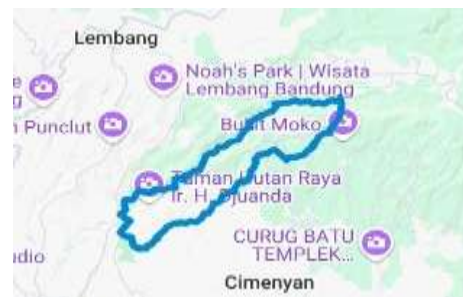 Lembang
Noah's Park | Wisata
Lembang Bandung
Punclut
Bukit Moko
Taman Hutan Raya
Ir. H. Djuanda
CURUG BATU
TEMPLEK...
Cimenyan